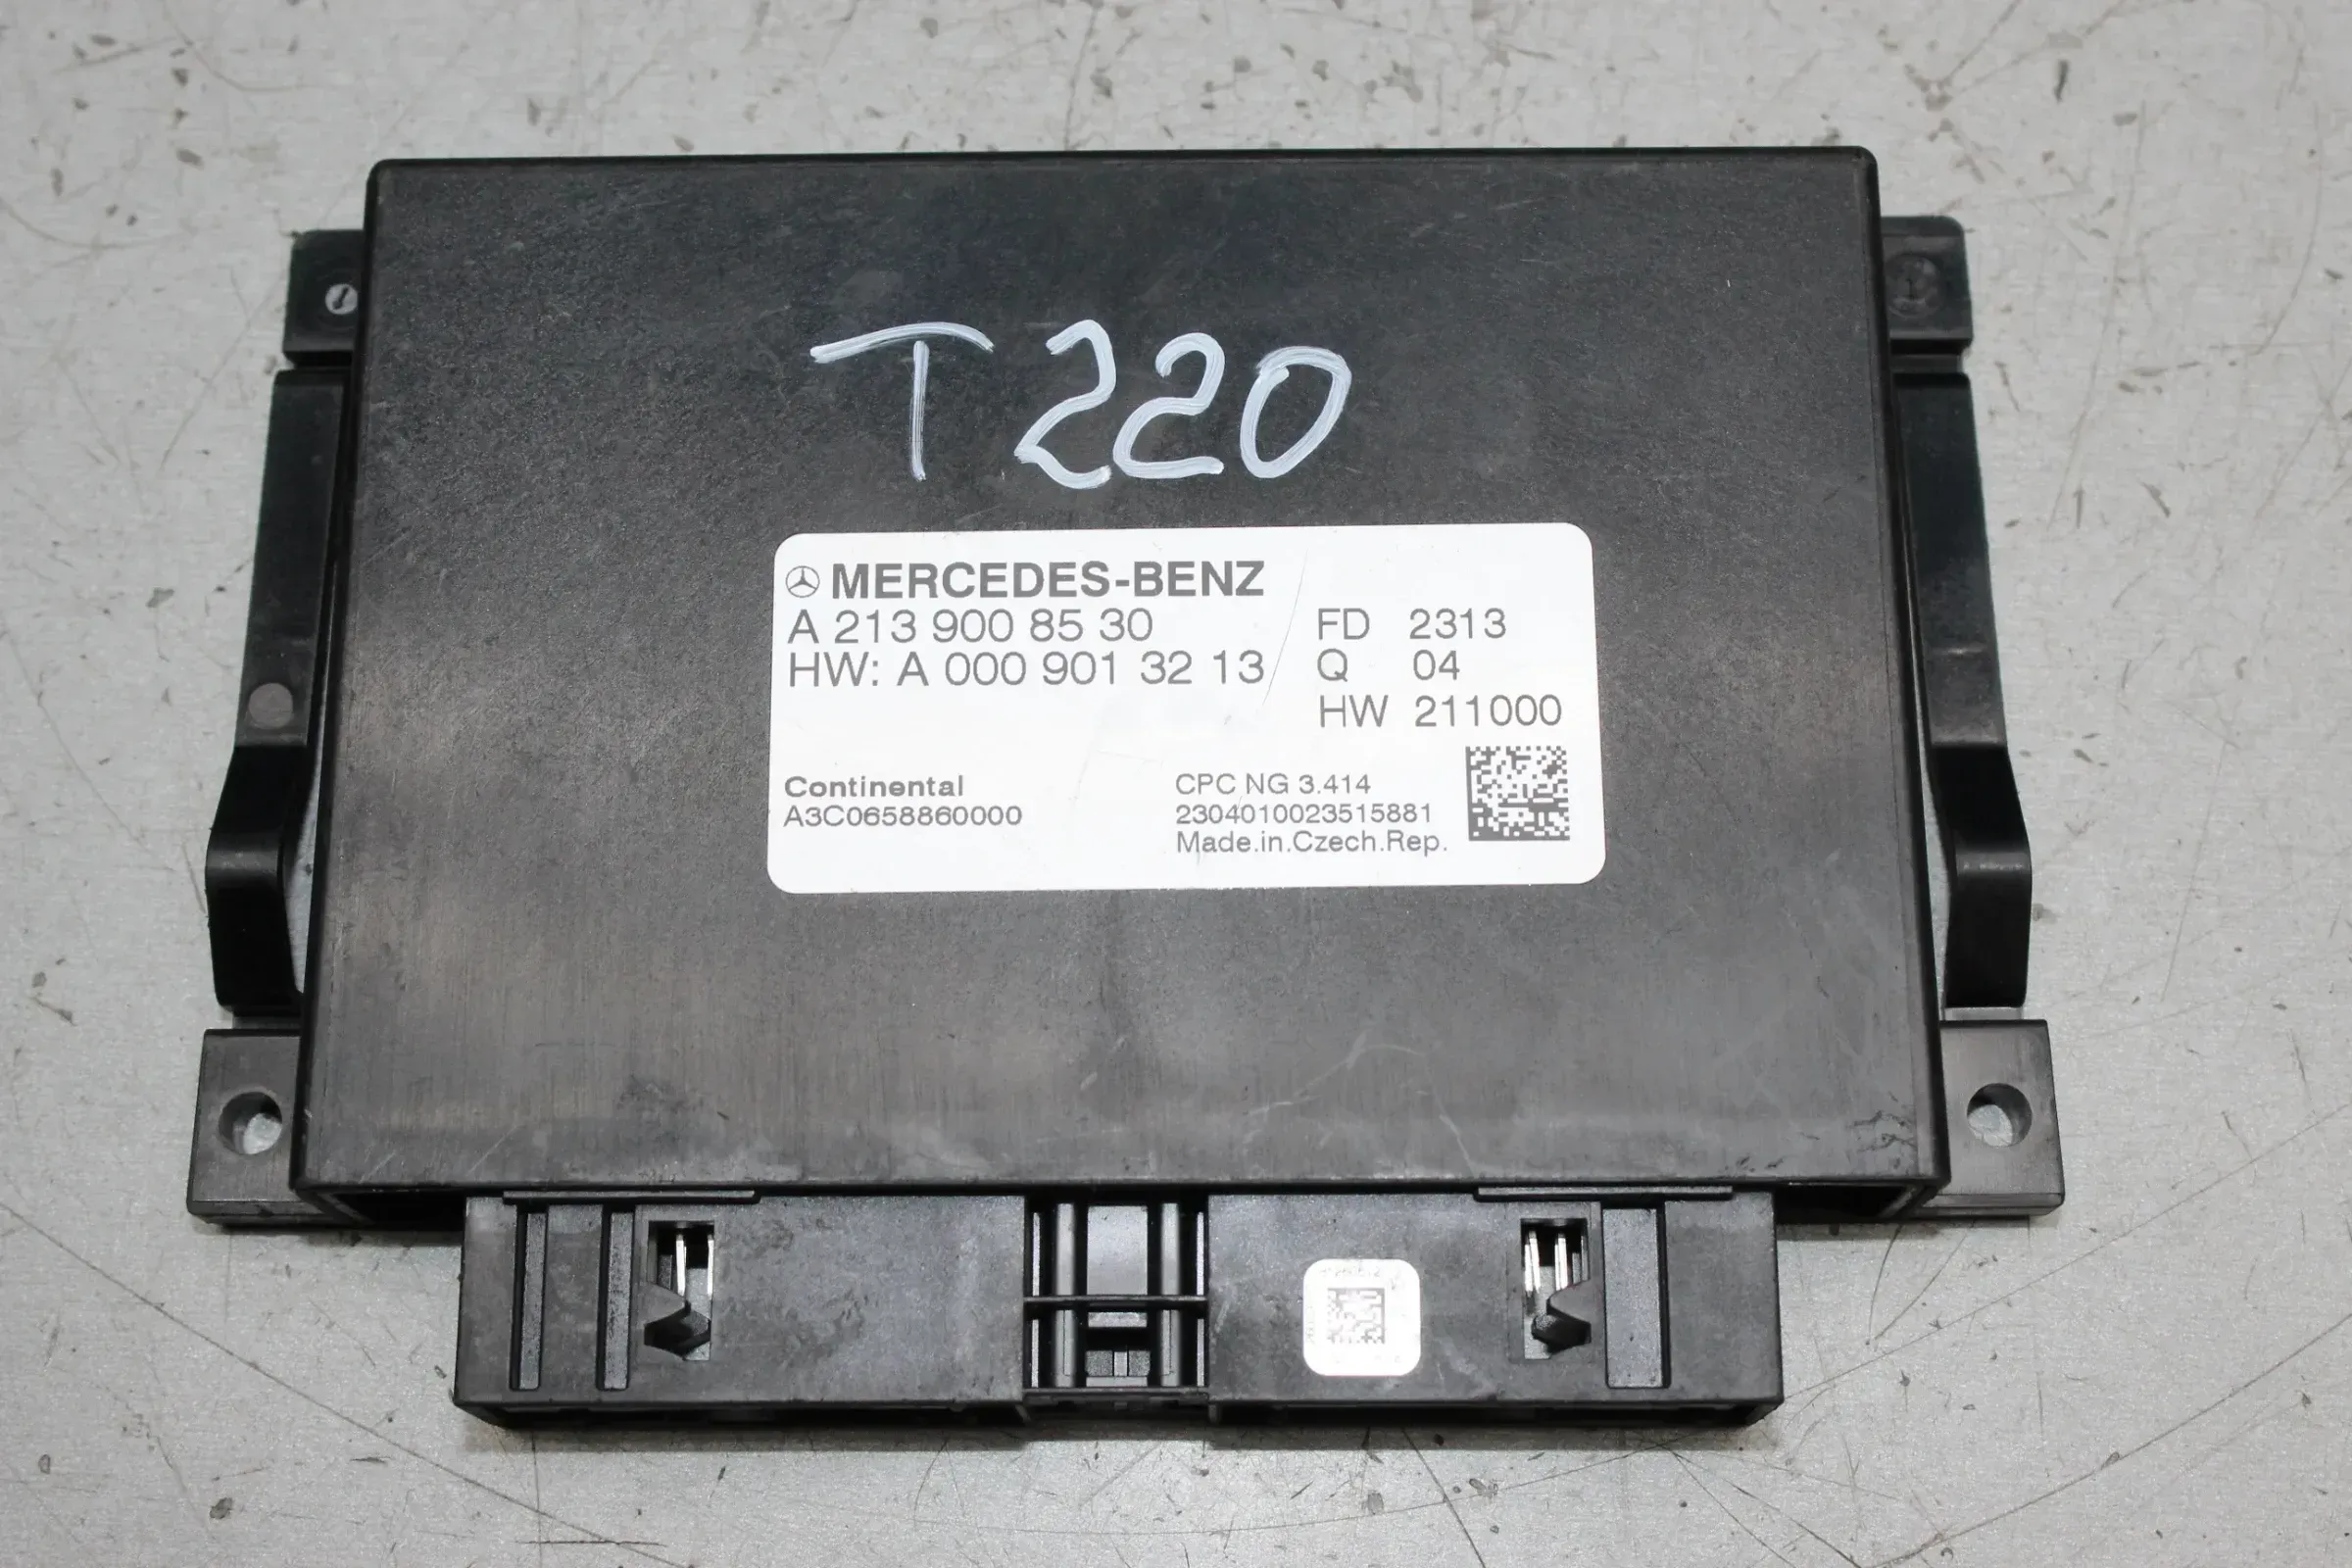 T220
MERCEDES-BENZ
A 213 900 85 30
HW: A 000 901 32 13
FD 2313
Q 04
HW 211000
Continental
A3C0658860000
CPC NG 3.414
2304010023515881
Made.in.Czech.Rep.